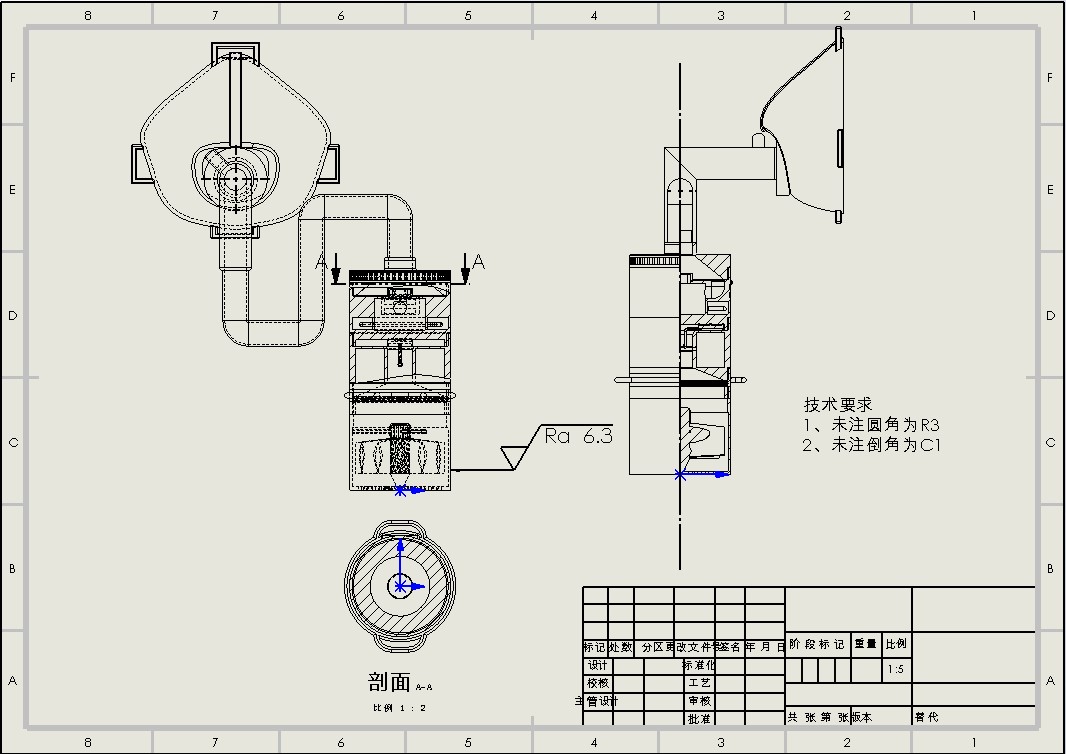 8 7 6 5 4 3 2 1
F F
E E
A A
D D
技术要求
1、未注圆角为R3
2、未注倒角为C1
Ra 6.3
C C
B B
剖面 A-A
比例 1 : 2
标记 处数 分区 更改文件号 签名 年 月 日 阶段标记 重量 比例
设计 标准化 1:5
校核 工艺
主管设计 审核
批准 共 张 第 张 版本 替代
A A
8 7 6 5 4 3 2 1